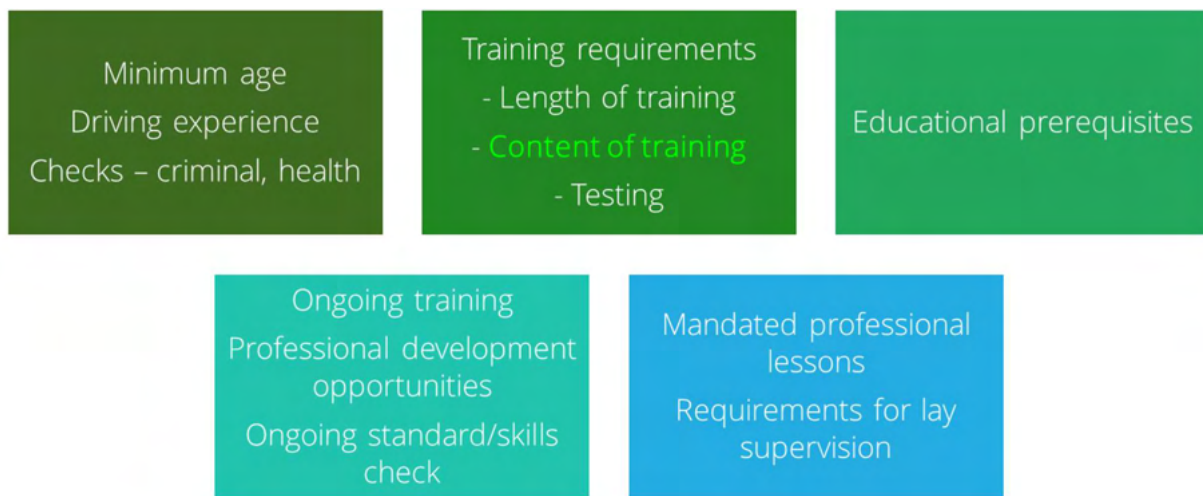 Minimum age
Driving experience
Checks – criminal, health
Training requirements
- Length of training
- Content of training
- Testing
Educational prerequisites
Ongoing training
Professional development
opportunities
Ongoing standard/skills
check
Mandated professional
lessons
Requirements for lay
supervision